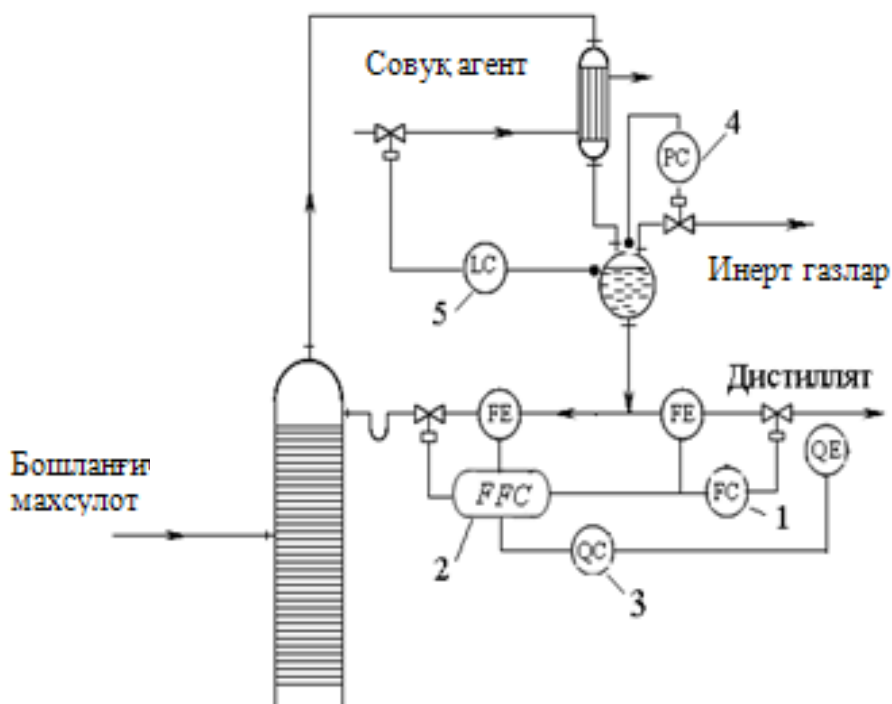 Совуқ агент
4
PC
LC
5
Инерт газлар
Дистиллят
FE
FE
QE
Бошланғич
махсулот
FFC
FC
1
2
QC
3